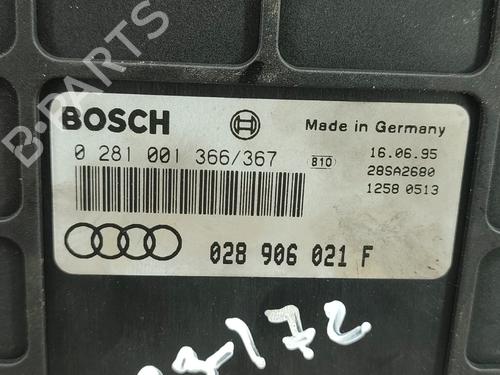 B-PARTS
BOSCH
Made in Germany
0 281 001 366/367
B10
16.06.95
28SA2680
1258 0513
028 906 021 F